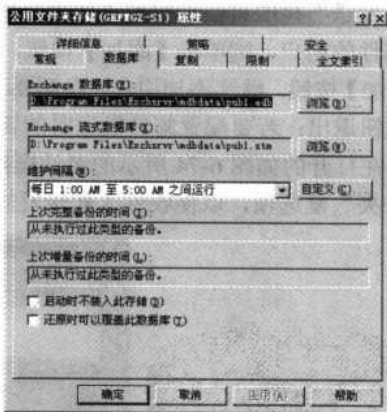 公用文件夹存储(GKFWGZ-S1) 属性
详细信息 策略 安全
常规 数据库 复制 限制 全文索引
Exchange 数据库(E):
D:\Program Files\Exchsrvr\mdbdata\pub1.edb 浏览(O)...
Exchange 流式数据库(X):
D:\Program Files\Exchsrvr\mdbdata\pub1.stm 浏览(W)...
维护间隔(M):
每日 1:00 AM 至 5:00 AM 之间运行 自定义(C)...
上次完整备份的时间(T):
从未执行过此类型的备份。
上次增量备份的时间(L):
从未执行过此类型的备份。
启动时不装入此存储(D)
还原时可以覆盖此数据库(T)
确定 取消 应用(A) 帮助